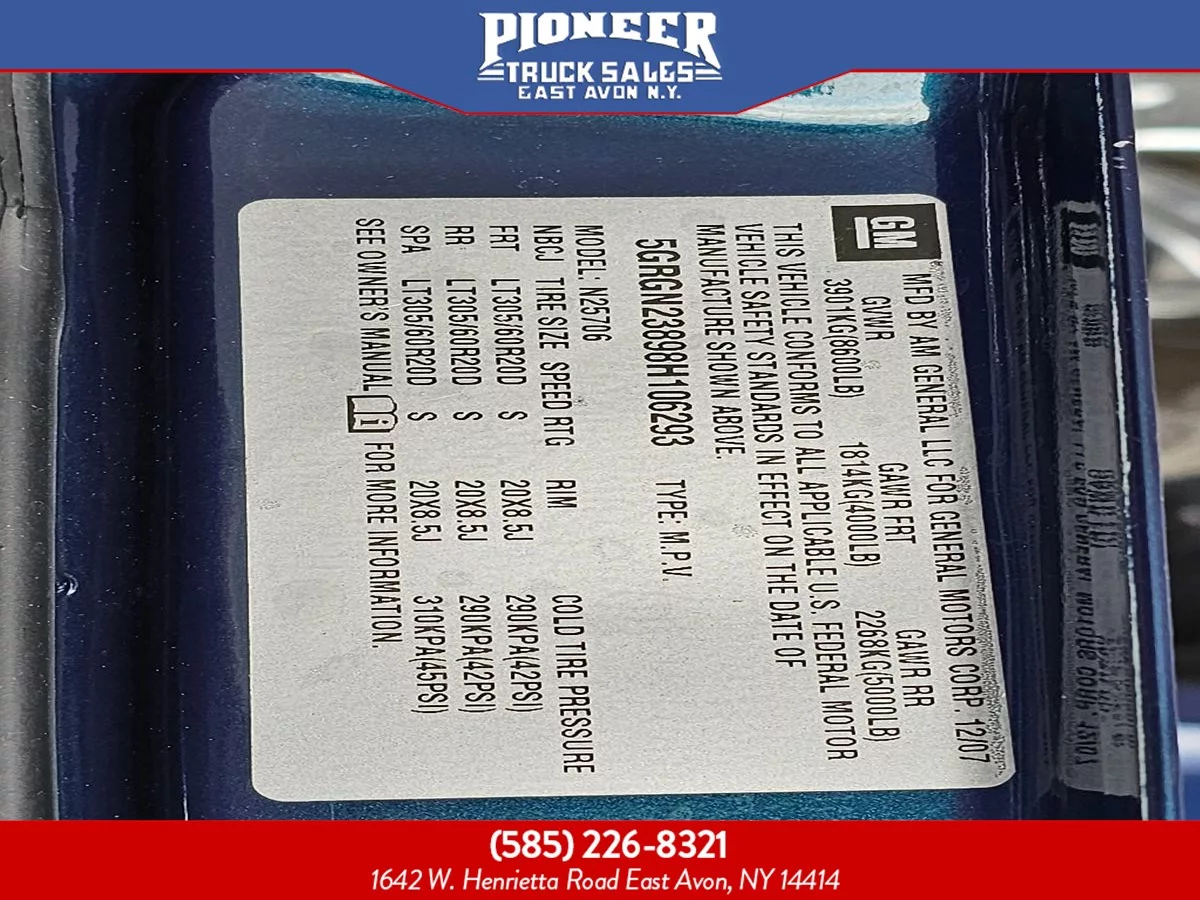 PIONEER
TRUCK SALES
EAST AVON N.Y.
GM
MFD BY AM GENERAL LLC FOR GENERAL MOTORS CORP. 12/07
GVWR GAWR FRT GAWR RR
3901KG(8600LB) 1814KG(4000LB) 2268KG(5000LB)
THIS VEHICLE CONFORMS TO ALL APPLICABLE U.S. FEDERAL MOTOR
VEHICLE SAFETY STANDARDS IN EFFECT ON THE DATE OF
MANUFACTURE SHOWN ABOVE.
5GRGN23898H106293 TYPE: M.P.V.
MODEL: N25706
NBCJ TIRE SIZE SPEED RTG RIM COLD TIRE PRESSURE
FRT LT305/60R20D S 20X8.5J 290KPA(42PSI)
RR LT305/60R20D S 20X8.5J 290KPA(42PSI)
SPA LT305/60R20D S 20X8.5J 310KPA(45PSI)
SEE OWNER'S MANUAL i FOR MORE INFORMATION.
(585) 226-8321
1642 W. Henrietta Road East Avon, NY 14414